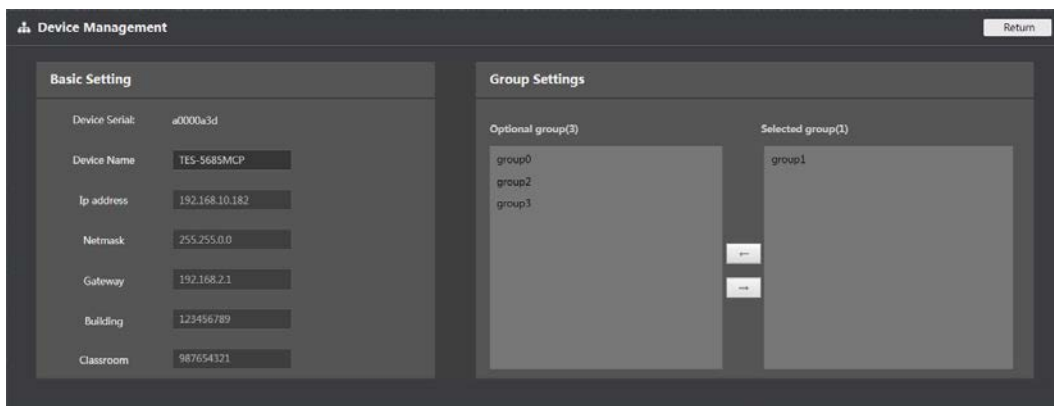 Device Management
Return
Basic Setting
Device Serial: a0000a3d
Device Name TES-5685MCP
Ip address 192.168.10.182
Netmask 255.255.0.0
Gateway 192.168.2.1
Building 123456789
Classroom 987654321
Group Settings
Optional group(3)
group0
group2
group3
←
→
Selected group(1)
group1